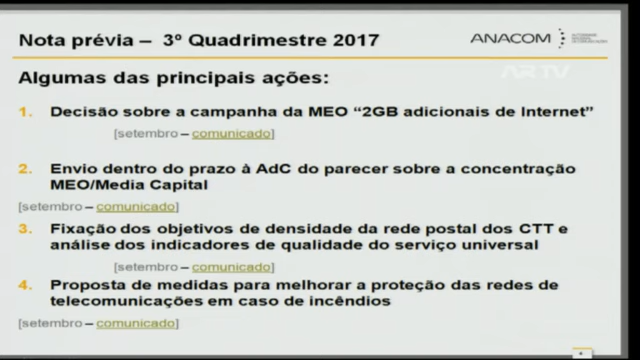 Nota prévia – 3º Quadrimestre 2017
ANACOM
ARTV
Algumas das principais ações:
1. Decisão sobre a campanha da MEO “2GB adicionais de Internet”
[setembro – comunicado]
2. Envio dentro do prazo à AdC do parecer sobre a concentração
MEO/Media Capital
[setembro – comunicado]
3. Fixação dos objetivos de densidade da rede postal dos CTT e
análise dos indicadores de qualidade do serviço universal
[setembro – comunicado]
4. Proposta de medidas para melhorar a proteção das redes de
telecomunicações em caso de incêndios
[setembro – comunicado]